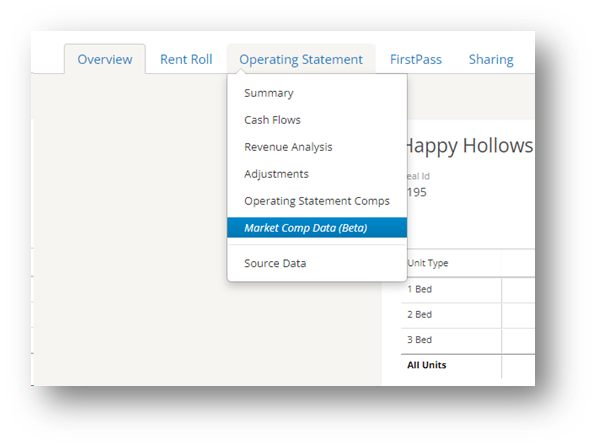 Overview Rent Roll Operating Statement FirstPass Sharing
Summary
Cash Flows
Revenue Analysis
Adjustments
Operating Statement Comps
Market Comp Data (Beta)
Source Data
Happy Hollows
eal Id
195
Unit Type
1 Bed
2 Bed
3 Bed
All Units